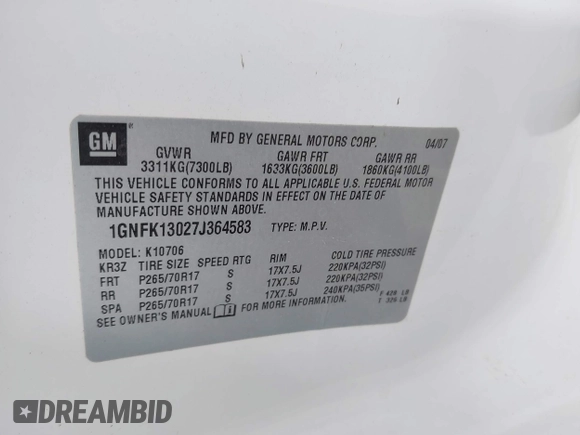 GM
MFD BY GENERAL MOTORS CORP. 04/07
GVWR GAWR FRT GAWR RR
3311KG(7300LB) 1633KG(3600LB) 1860KG(4100LB)
THIS VEHICLE CONFORMS TO ALL APPLICABLE U.S. FEDERAL MOTOR
VEHICLE SAFETY STANDARDS IN EFFECT ON THE DATE OF
MANUFACTURE SHOWN ABOVE.
1GNFK13027J364583 TYPE: M.P.V.
MODEL: K10706
KR3Z TIRE SIZE SPEED RTG RIM COLD TIRE PRESSURE
FRT P265/70R17 S 17X7.5J 220KPA(32PSI)
RR P265/70R17 S 17X7.5J 220KPA(32PSI)
SPA P265/70R17 S 17X7.5J 240KPA(35PSI)
SEE OWNER'S MANUAL FOR MORE INFORMATION.
F 428 LB
T 325 LB
DREAMBID